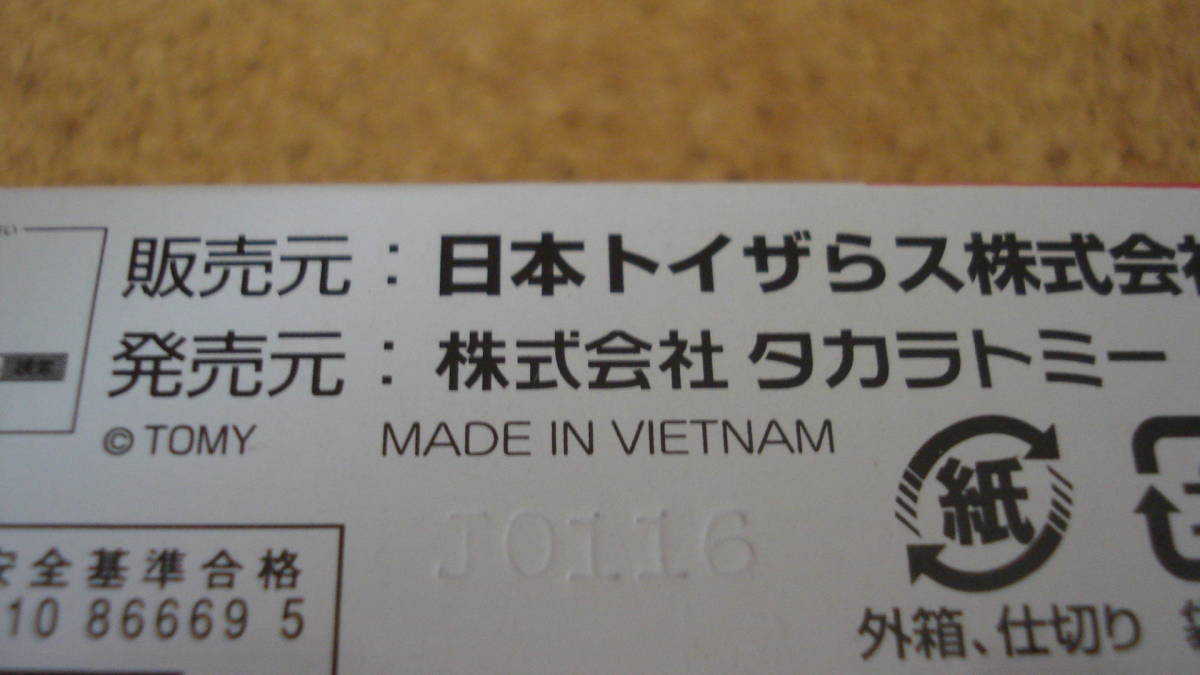 い
販売元：日本トイザらス株式会社
発売元：株式会社 タカラトミー
© TOMY MADE IN VIETNAM
J0116
紙
外箱、仕切り
安全基準合格
10 86669 5